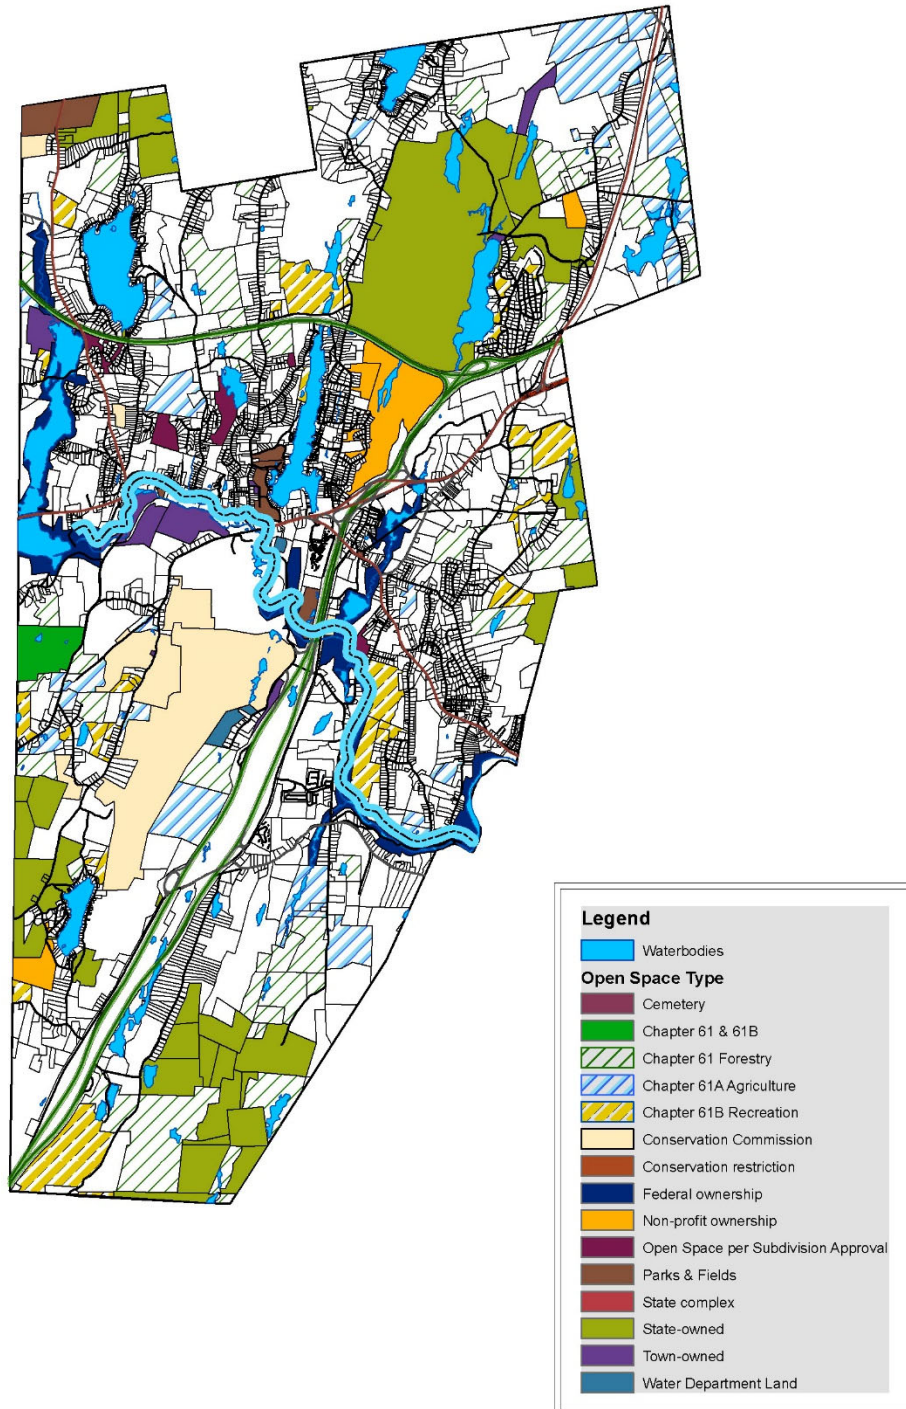 Legend
Waterbodies
Open Space Type
Cemetery
Chapter 61 & 61B
Chapter 61 Forestry
Chapter 61A Agriculture
Chapter 61B Recreation
Conservation Commission
Conservation restriction
Federal ownership
Non-profit ownership
Open Space per Subdivision Approval
Parks & Fields
State complex
State-owned
Town-owned
Water Department Land